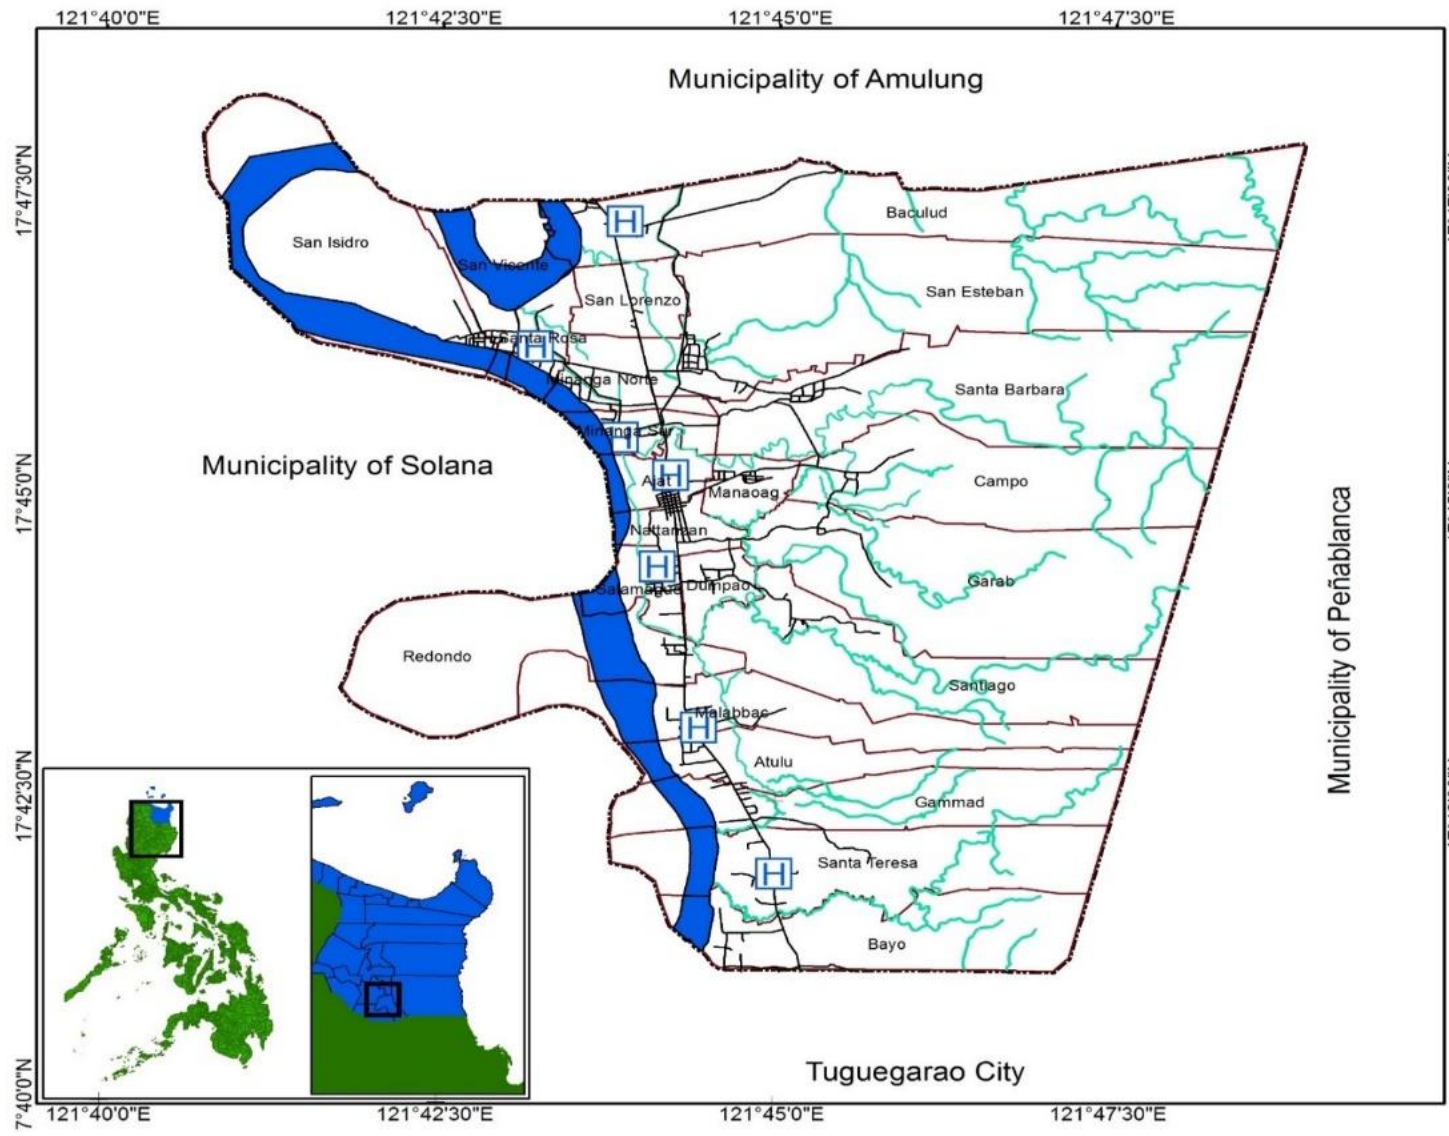 121°40'0"E
121°42'30"E
121°45'0"E
121°47'30"E
Municipality of Amulung
17°47'30"N
Baculud
H
San Isidro
San Vicente
San Esteban
San Lorenzo
Santa Rosa
H
Minanga Norte
Santa Barbara
Minanga Sur
H
Municipality of Solana
17°45'0"N
Ajat
H
Manaoag
Campo
Nattanzan
H
Dumpao
Salamague
Garab
Municipality of Peñablanca
Redondo
Santiago
Malabbac
H
Atulu
17°42'30"N
Gammad
Santa Teresa
H
Bayo
Tuguegarao City
7°40'0"N
121°40'0"E
121°42'30"E
121°45'0"E
121°47'30"E